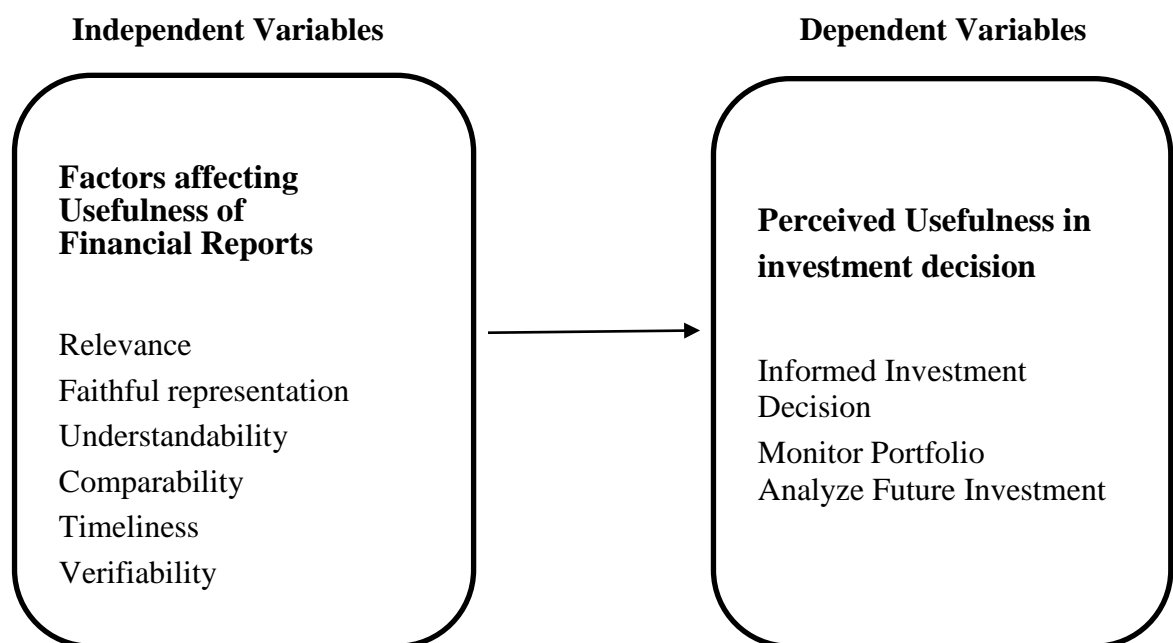 Independent Variables
Dependent Variables
Factors affecting
Usefulness of
Financial Reports
Relevance
Faithful representation
Understandability
Comparability
Timeliness
Verifiability
Perceived Usefulness in
investment decision
Informed Investment
Decision
Monitor Portfolio
Analyze Future Investment